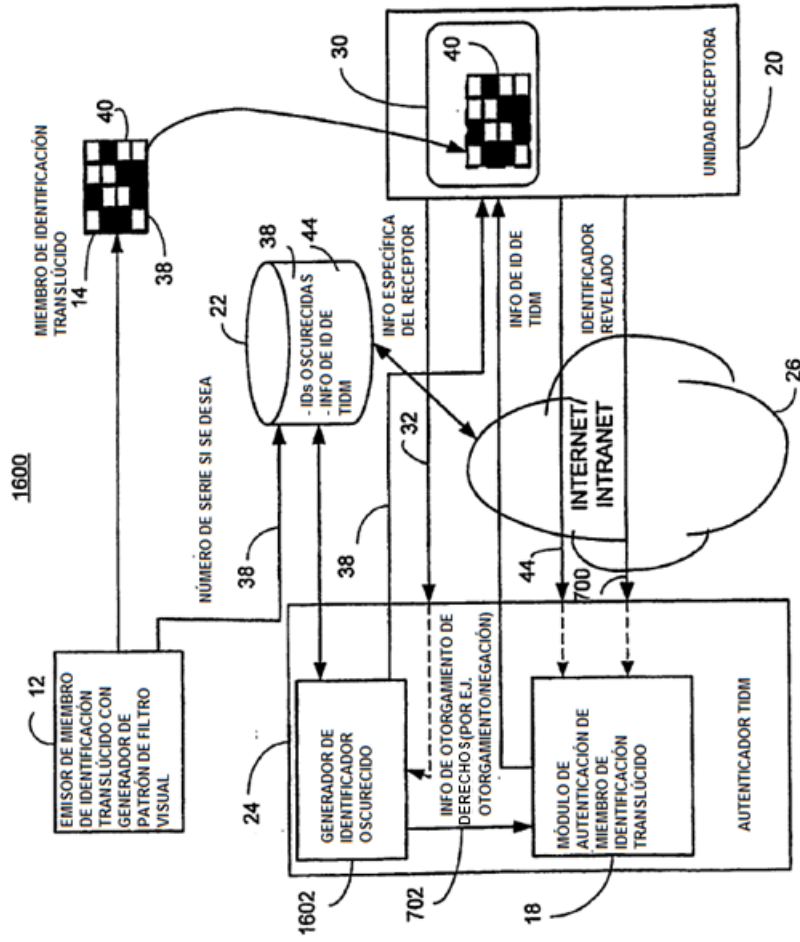 1600
12
EMISOR DE MIEMBRO
DE IDENTIFICACIÓN
TRANSLÚCIDO CON
GENERADOR DE
PATRÓN DE FILTRO
VISUAL
MIEMBRO DE IDENTIFICACIÓN
TRANSLÚCIDO
14
40
38
NÚMERO DE SERIE SI SE DESEA
38
22
- IDs OSCURECIDAS
- INFO DE ID DE
TIDM
38
44
30
40
UNIDAD RECEPTORA
20
INFO ESPECÍFICA
DEL RECEPTOR
32
38
INFO DE ID DE
TIDM
IDENTIFICADOR
REVELADO
INTERNET/
INTRANET
26
44
700
24
GENERADOR DE
IDENTIFICADOR
OSCURECIDO
1602
INFO DE OTORGAMIENTO DE
DERECHOS(POR EJ.
OTORGAMIENTO/NEGACIÓN)
702
MÓDULO DE
AUTENTICACIÓN DE
MIEMBRO DE
IDENTIFICACIÓN
TRANSLÚCIDO
18
AUTENTICADOR TIDM